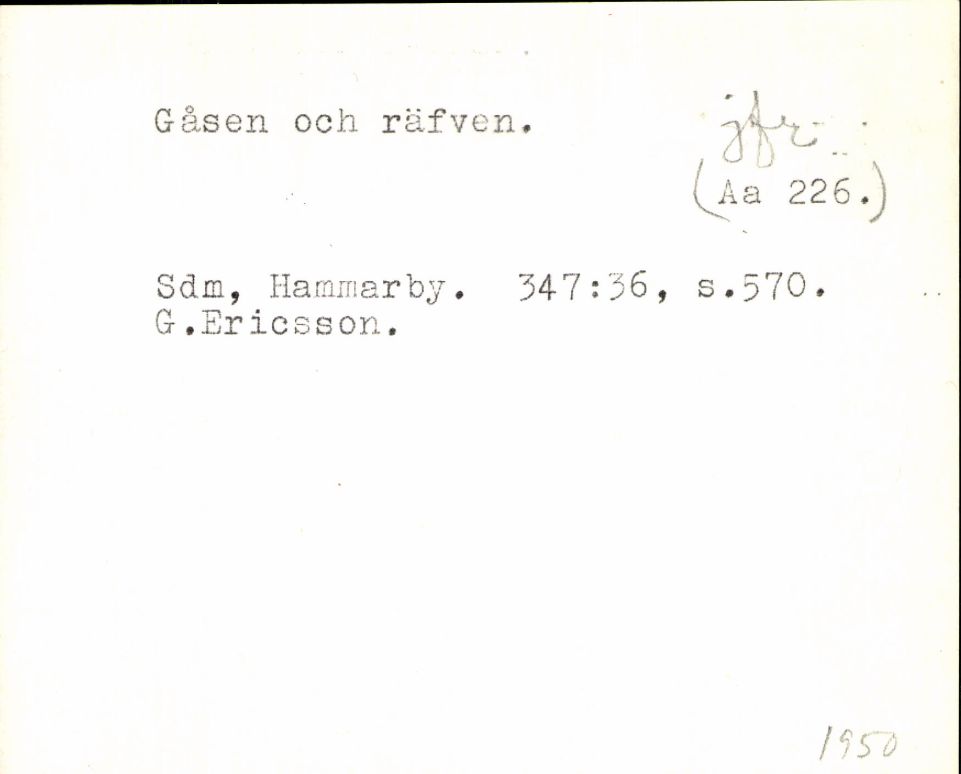 Gåsen och räfven.
jfr.
(Aa 226.)
Sdm, Hammarby. 347:36, s.570.
G.Ericsson.
1950